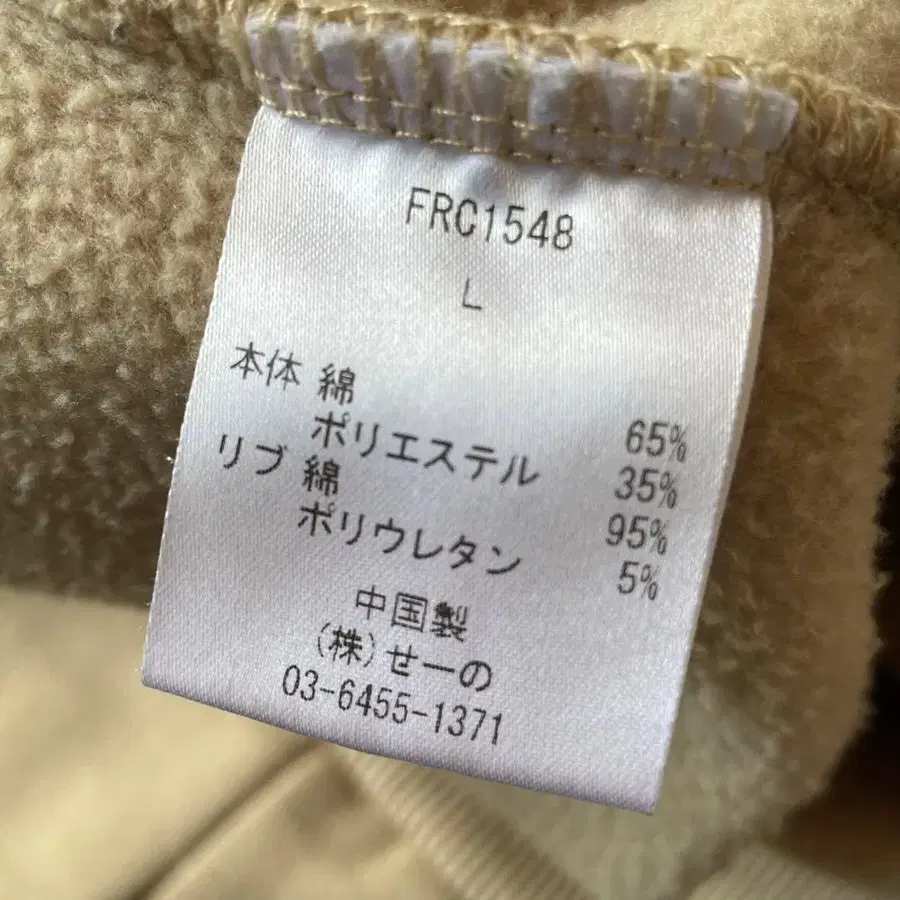 FRC1548
L
本体 綿 65%
ポリエステル 35%
リブ 綿 95%
ポリウレタン 5%
中国製
(株)せーの
03-6455-1371